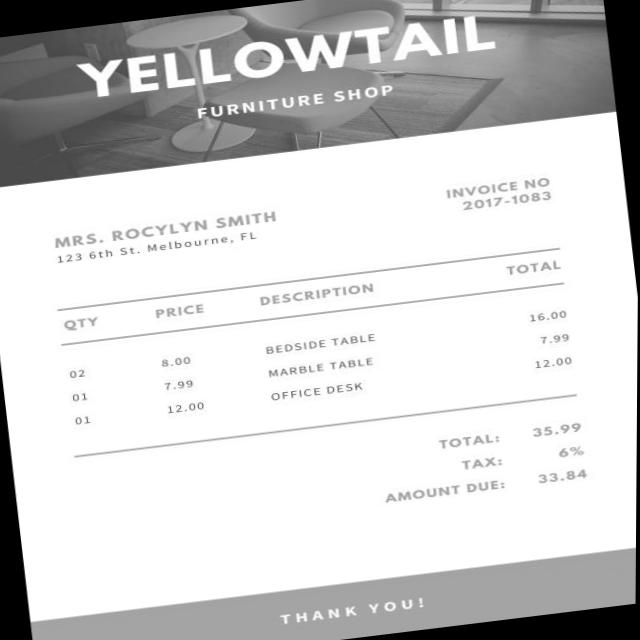 YELLOWTAIL
FURNITURE SHOP
INVOICE NO
2017-1083
MRS. ROCYLYN SMITH
123 6th St. Melbourne, FL
QTY PRICE DESCRIPTION TOTAL
02 8.00 BEDSIDE TABLE 16.00
01 7.99 MARBLE TABLE 7.99
01 12.00 OFFICE DESK 12.00
TOTAL: 35.99
TAX: 6%
AMOUNT DUE: 33.84
THANK YOU!